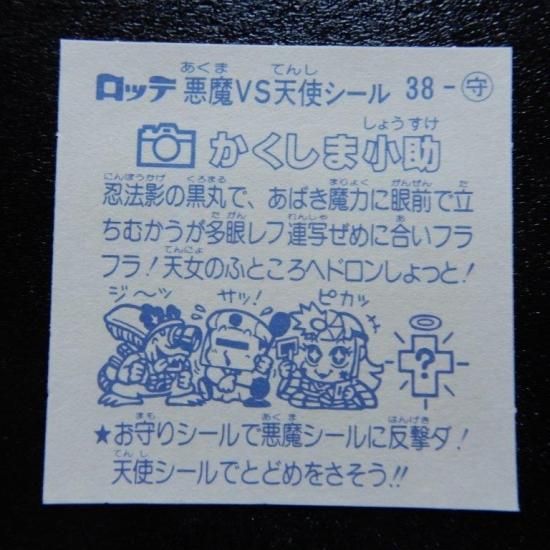 ロッテ 悪魔VS天使シール 38-守
かくしま小助
忍法影の黒丸で、あばき魔力に眼前で立
ちむかうが多眼レフ連写ぜめに合いフラ
フラ！天女のふところへドロンしょっと！
ジ〜ッ サッ！ ピカッ
?
★お守りシールで悪魔シールに反撃ダ！
天使シールでとどめをさそう!!